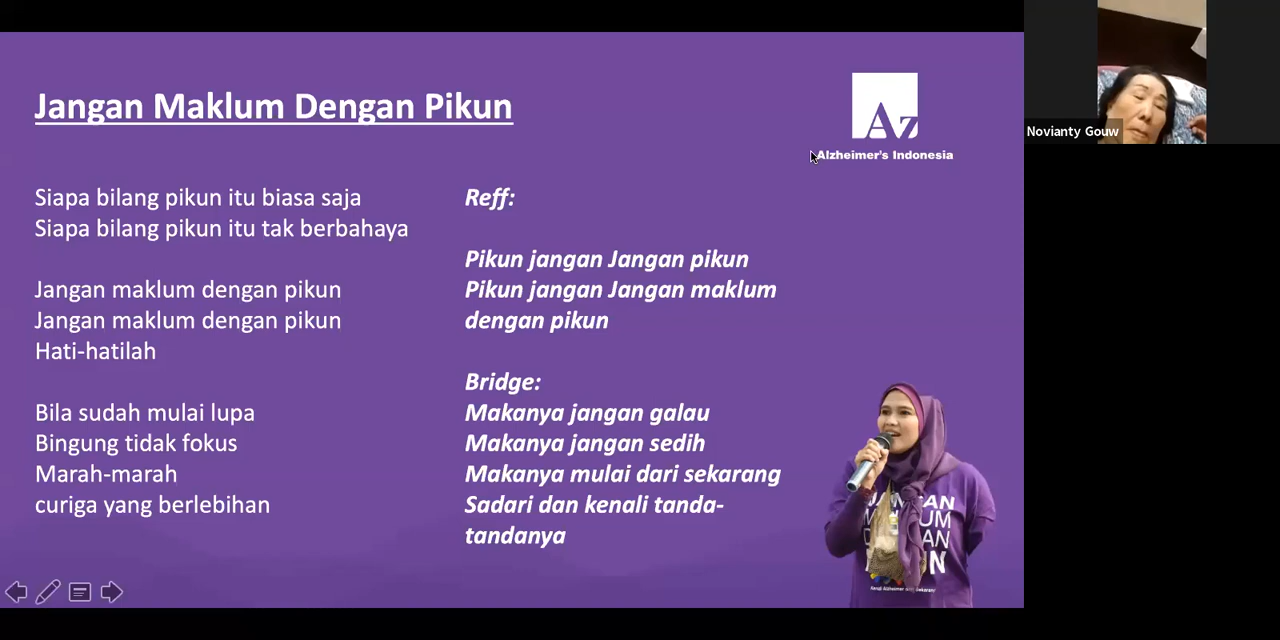 Jangan Maklum Dengan Pikun
Siapa bilang pikun itu biasa saja
Siapa bilang pikun itu tak berbahaya
Jangan maklum dengan pikun
Jangan maklum dengan pikun
Hati-hatilah
Bila sudah mulai lupa
Bingung tidak fokus
Marah-marah
curiga yang berlebihan
Reff:
Pikun jangan Jangan pikun
Pikun jangan Jangan maklum
dengan pikun
Bridge:
Makanya jangan galau
Makanya jangan sedih
Makanya mulai dari sekarang
Sadari dan kenali tanda-
tandanya
Az
Alzheimer's Indonesia
Novianty Gouw